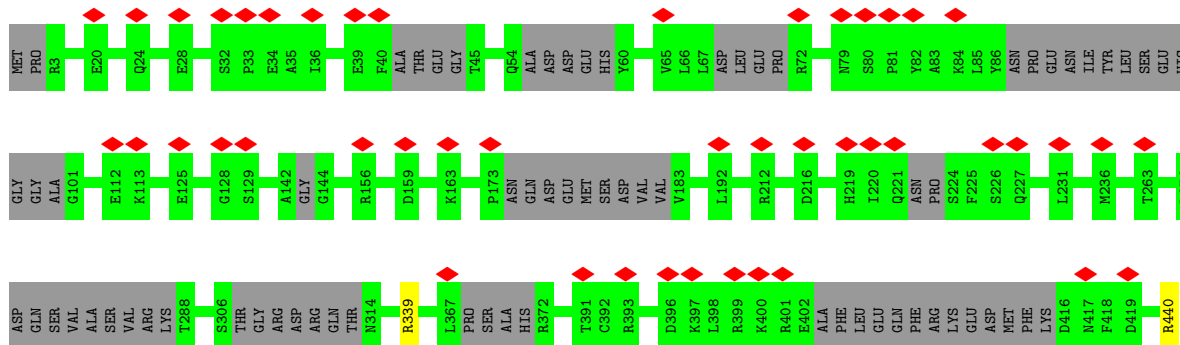 MET PRO R3 E20 Q24 E28 S32 P33 E34 A35 I36 E39 F40 ALA THR GLU GLY T45 Q54 ALA ASP ASP GLU HIS Y60 V65 L66 L67 ASP LEU GLU PRO R72 N79 S80 P81 Y82 A83 K84 L85 Y86 ASN PRO GLU ASN ILE TYR LEU SER GLU
GLY GLY ALA G101 E112 K113 E125 G128 S129 A142 GLY G144 R156 D159 K163 P173 ASN GLN ASP GLU MET SER ASP VAL VAL V183 L192 R212 D216 H219 I220 Q221 ASN PRO S224 F225 S226 Q227 L231 M236 T263
ASP GLN SER VAL ALA SER VAL ARG LYS T288 S306 THR GLY ARG ASP ARG GLN THR N314 R339 L367 PRO SER ALA HIS R372 T391 C392 R393 D396 K397 L398 R399 K400 R401 E402 ALA PHE LEU GLU GLN PHE ARG LYS GLU ASP MET PHE LYS D416 N417 F418 D419 R440